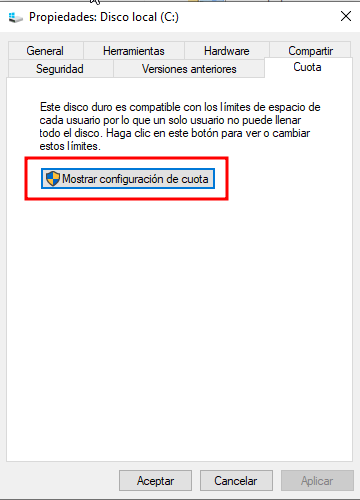 Propiedades: Disco local (C:)
General Herramientas Hardware Compartir
Seguridad Versiones anteriores Cuota
Este disco duro es compatible con los límites de espacio de
cada usuario por lo que un solo usuario no puede llenar
todo el disco. Haga clic en este botón para ver o cambiar
estos límites.
Mostrar configuración de cuota
Aceptar Cancelar Aplicar